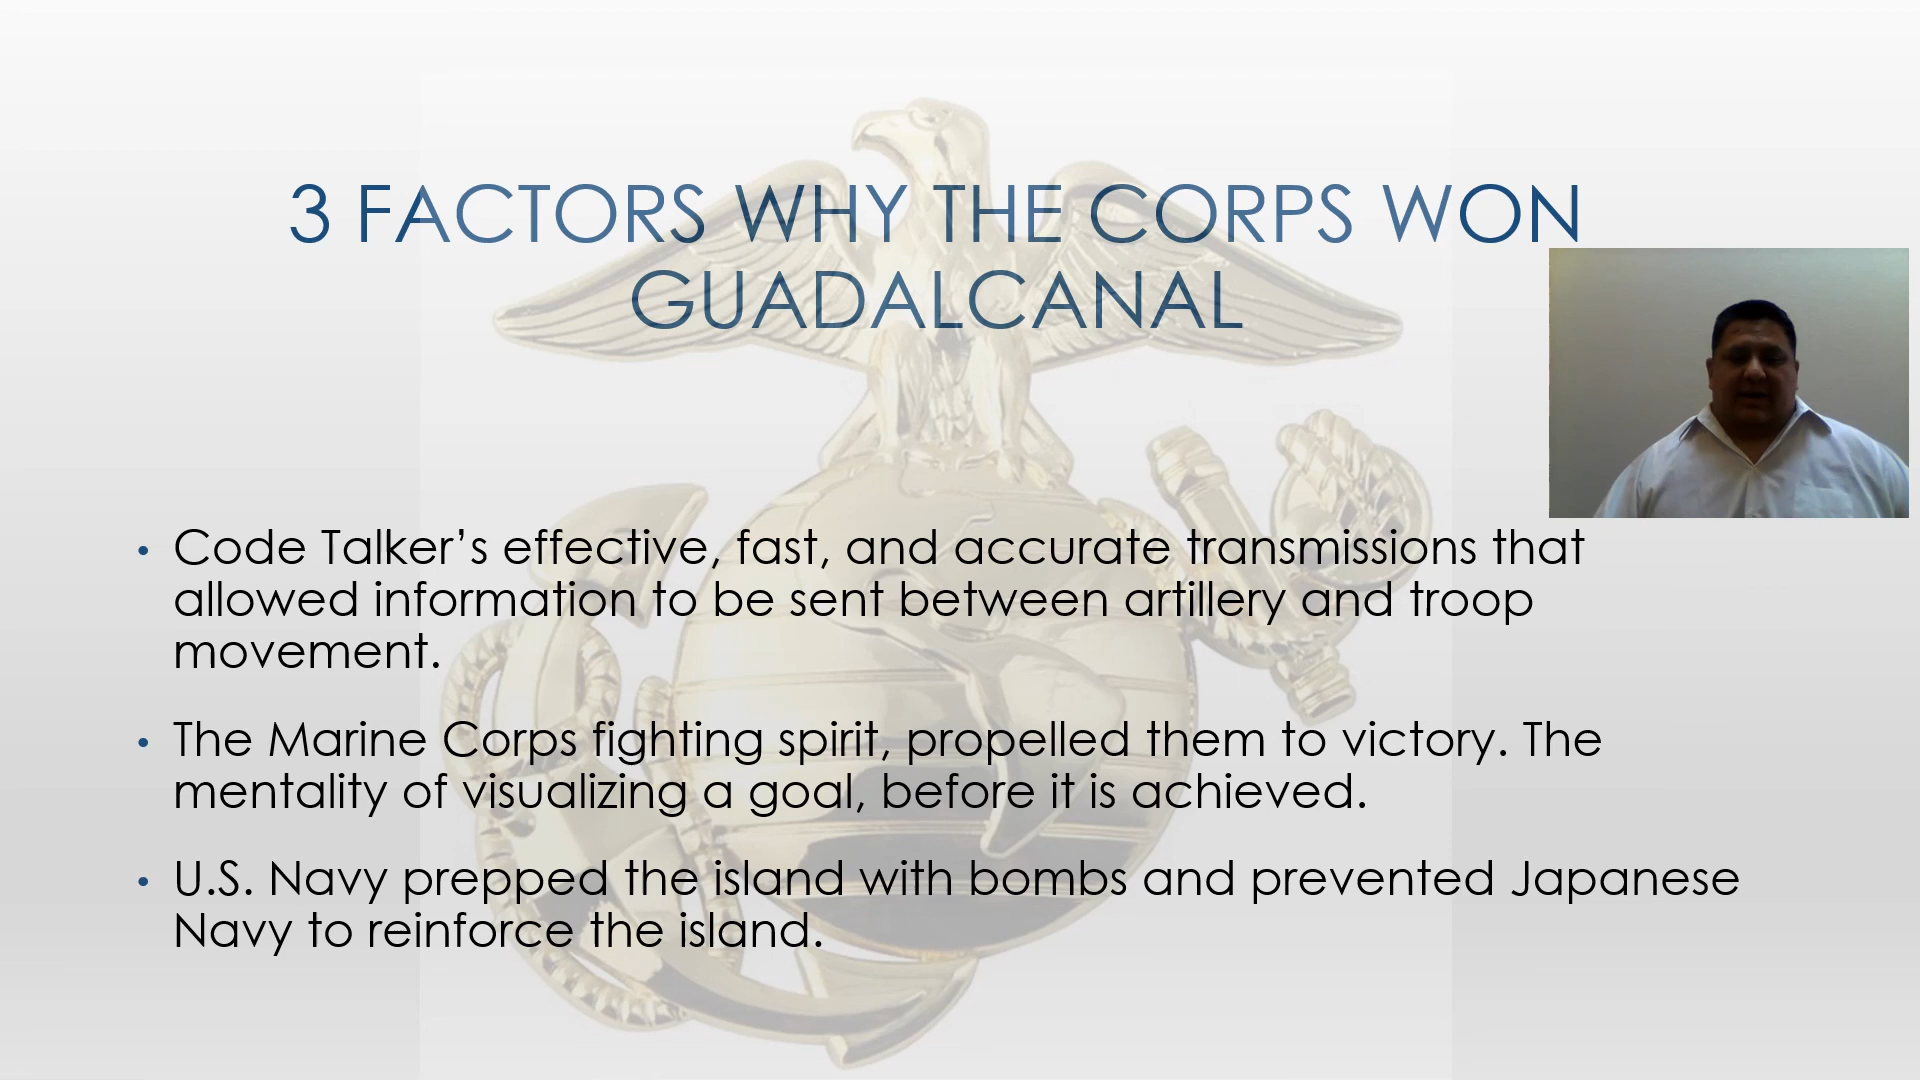 3 FACTORS WHY THE CORPS WON
GUADALCANAL
• Code Talker’s effective, fast, and accurate transmissions that
allowed information to be sent between artillery and troop
movement.
• The Marine Corps fighting spirit, propelled them to victory. The
mentality of visualizing a goal, before it is achieved.
• U.S. Navy prepped the island with bombs and prevented Japanese
Navy to reinforce the island.